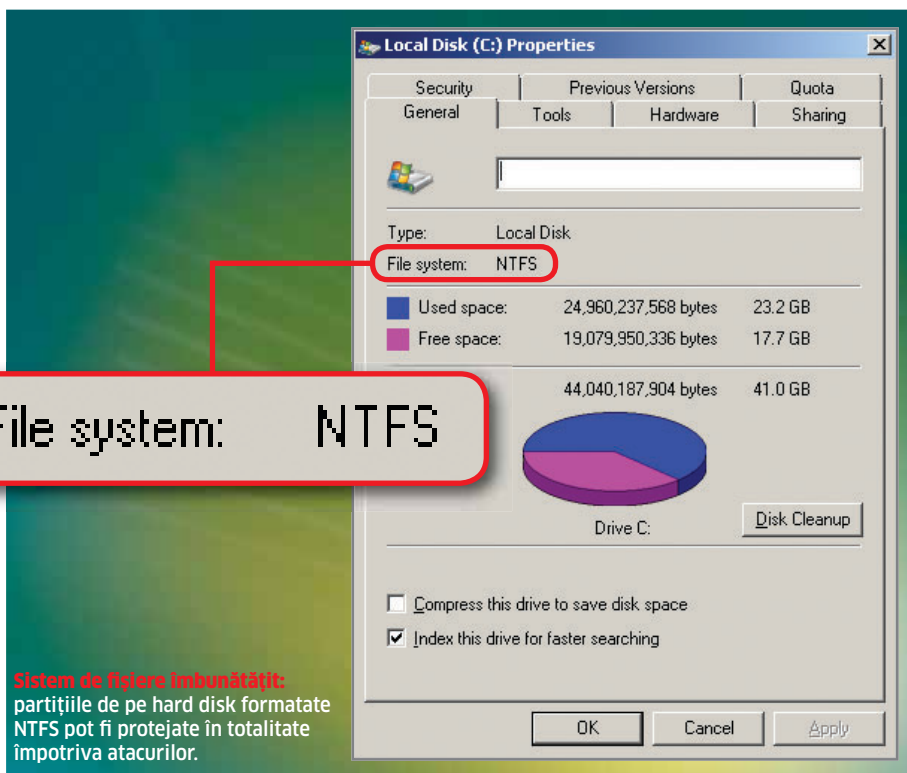 Local Disk (C:) Properties
Security Previous Versions Quota
General Tools Hardware Sharing
Type: Local Disk
File system: NTFS
Used space: 24,960,237,568 bytes 23.2 GB
Free space: 19,079,950,336 bytes 17.7 GB
44,040,187,904 bytes 41.0 GB
File system: NTFS
Drive C:
Disk Cleanup
Compress this drive to save disk space
Index this drive for faster searching
OK Cancel Apply
Sistem de fișiere îmbunătățit:
partițiile de pe hard disk formatate
NTFS pot fi protejate în totalitate
împotriva atacurilor.